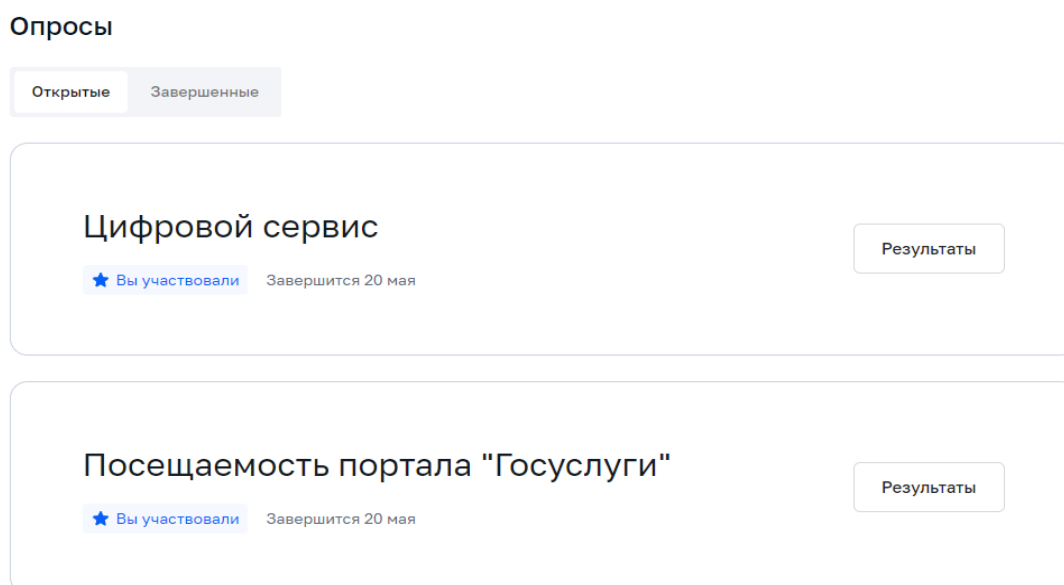 Опросы
Открытые Завершенные
Цифровой сервис
Вы участвовали Завершится 20 мая
Результаты
Посещаемость портала "Госуслуги"
Вы участвовали Завершится 20 мая
Результаты